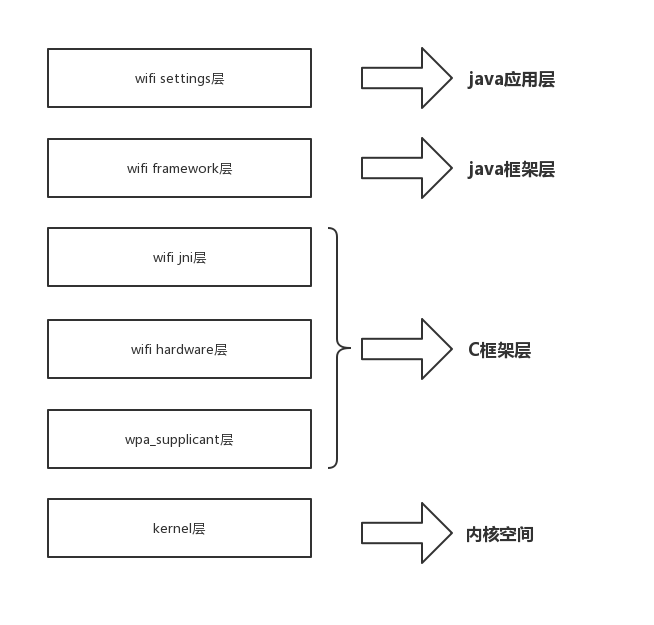 wifi settings层
java应用层
wifi framework层
java框架层
wifi jni层
wifi hardware层
C框架层
wpa_supplicant层
kernel层
内核空间